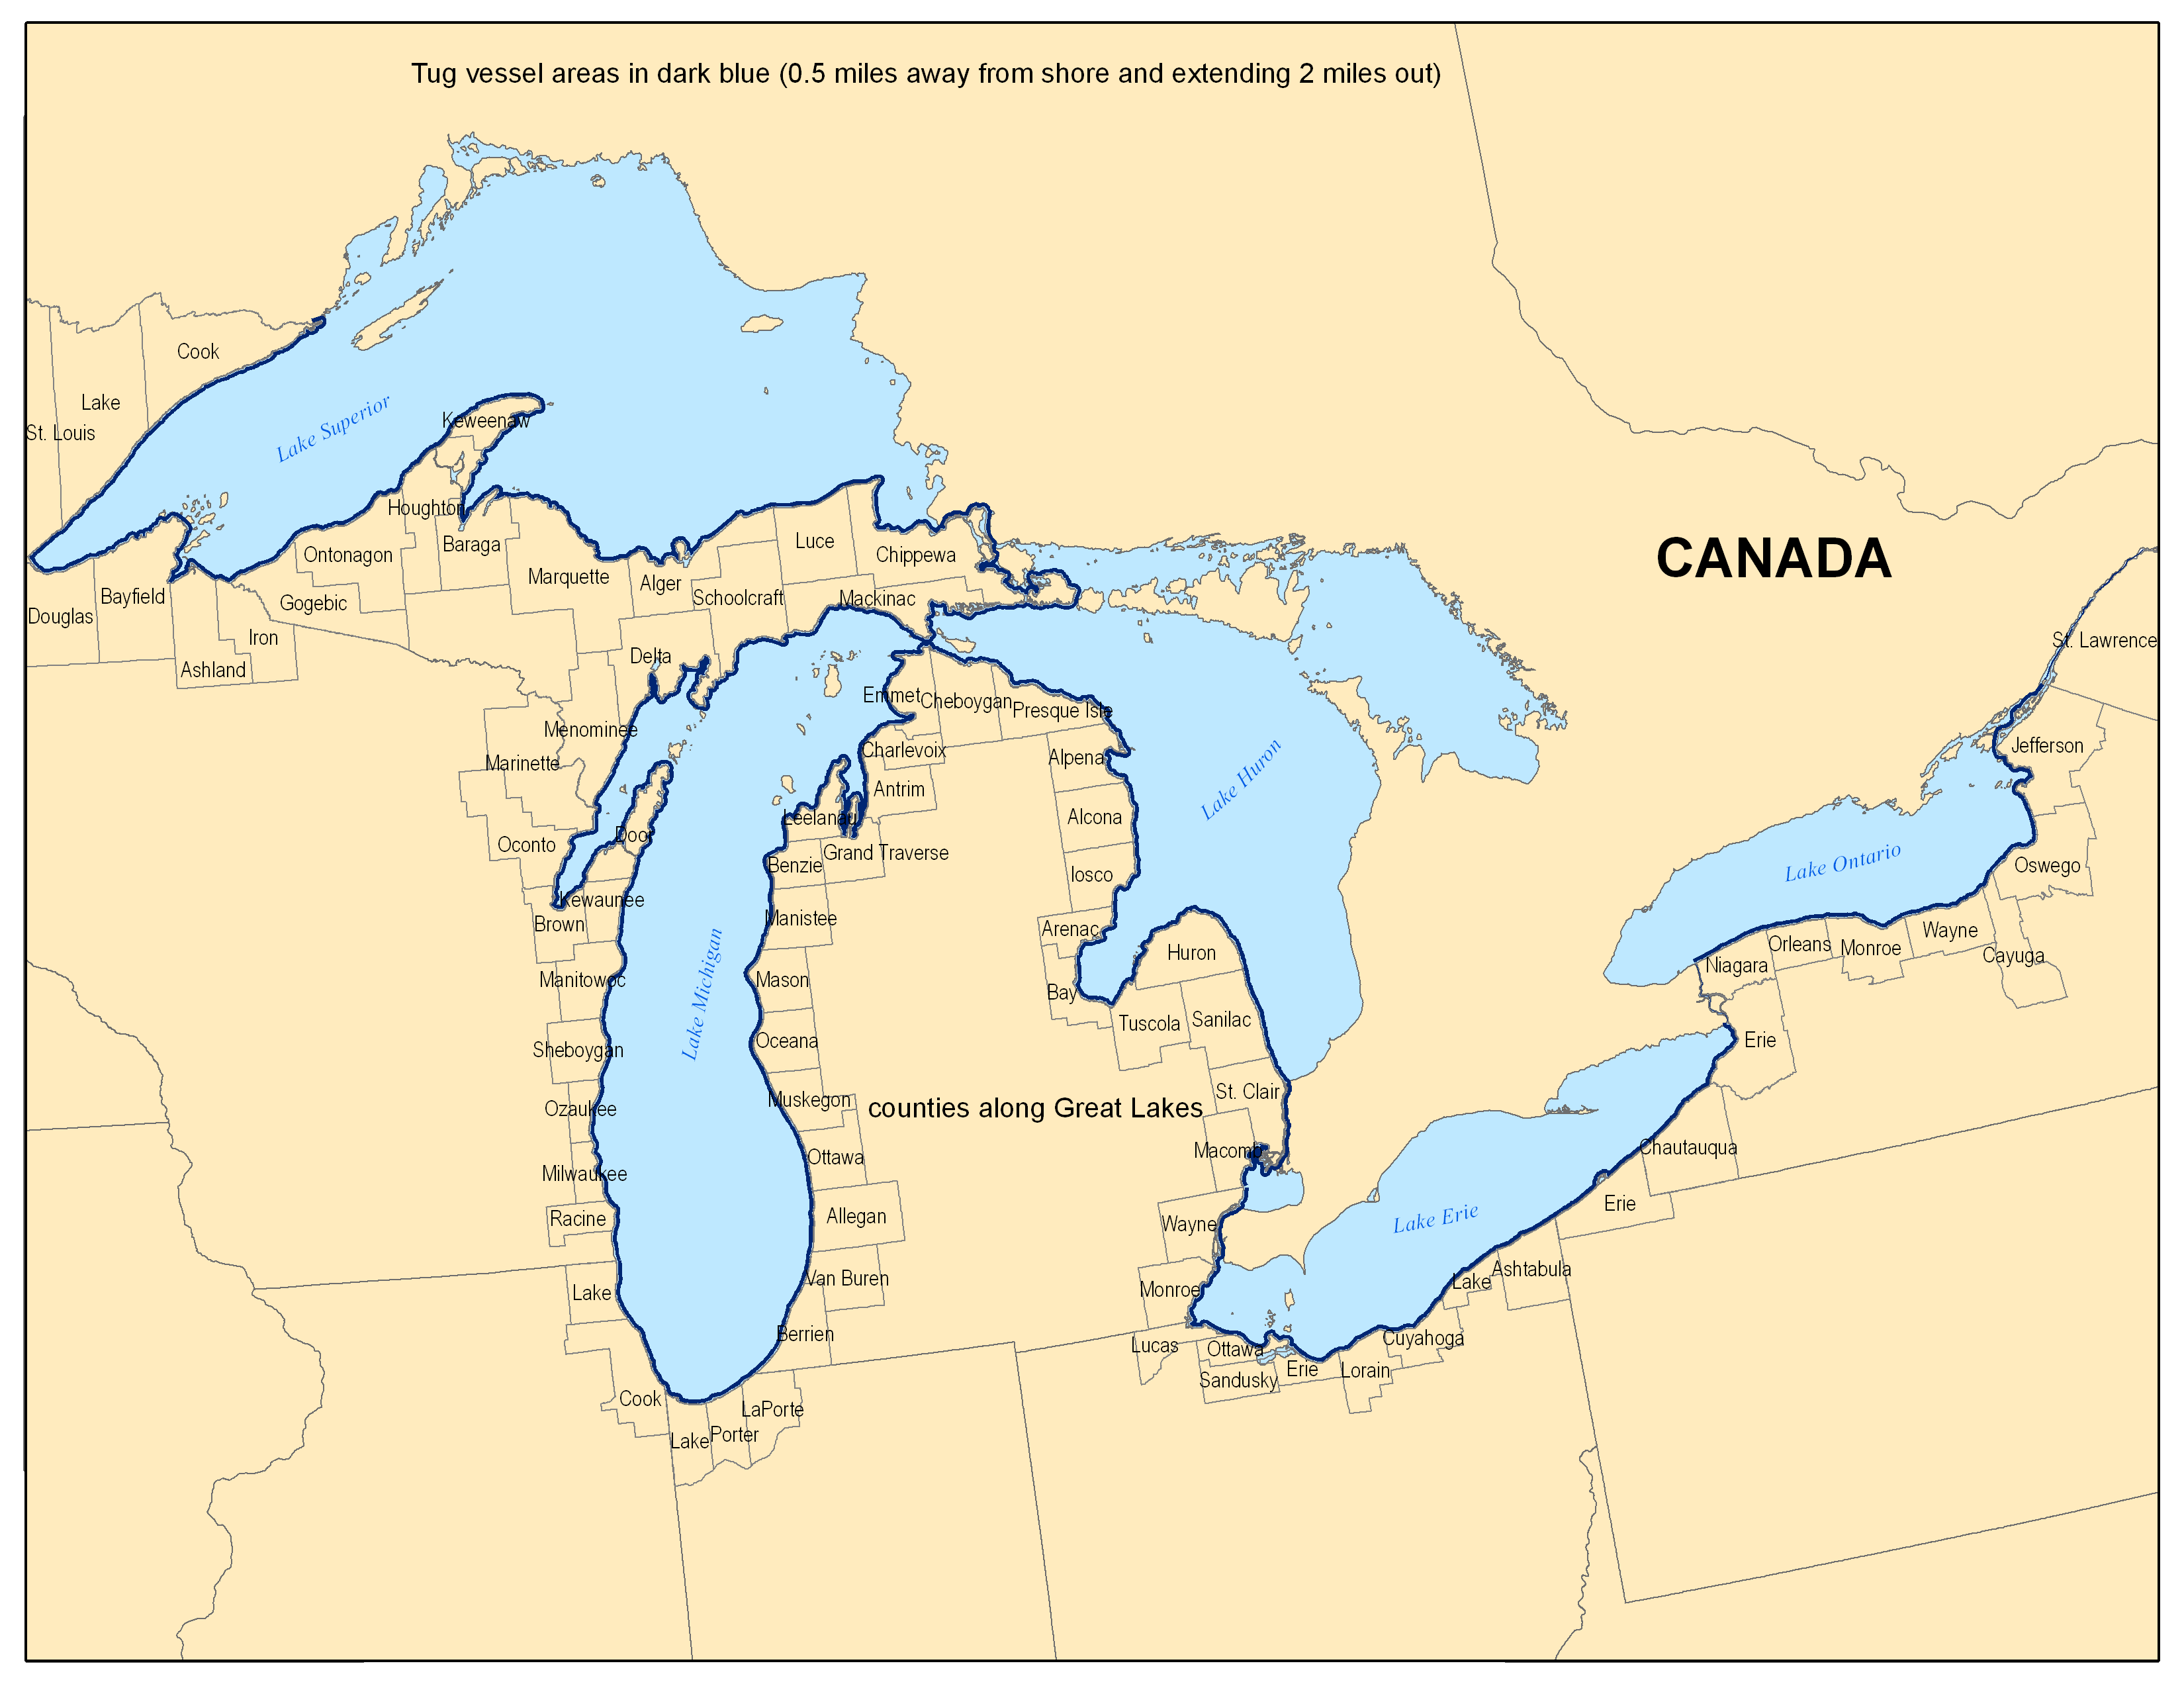 Tug vessel areas in dark blue (0.5 miles away from shore and extending 2 miles out)
Cook
Lake
St. Louis
Lake Superior
Keweenaw
Houghton
Ontonagon
Baraga
Luce
Chippewa
CANADA
Marquette
Alger
Bayfield
Gogebic
Schoolcraft
Mackinac
Douglas
Iron
Ashland
Delta
St. Lawrence
Emmet
Cheboygan
Presque Isle
Menominee
Marinette
Charlevoix
Alpena
Lake Huron
Jefferson
Antrim
Leelanau
Alcona
Door
Oconto
Grand Traverse
Benzie
Iosco
Lake Ontario
Oswego
Kewaunee
Brown
Manistee
Arenac
Huron
Orleans
Monroe
Wayne
Cayuga
Niagara
Manitowoc
Lake Michigan
Mason
Bay
Tuscola
Sanilac
Erie
Oceana
Sheboygan
Muskegon
St. Clair
Ozaukee
counties along Great Lakes
Ottawa
Macomb
Chautauqua
Milwaukee
Racine
Allegan
Wayne
Lake Erie
Erie
Van Buren
Lake
Monroe
Lake
Ashtabula
Berrien
Lucas
Ottawa
Cuyahoga
Erie
Lorain
Sandusky
Cook
LaPorte
Porter
Lake